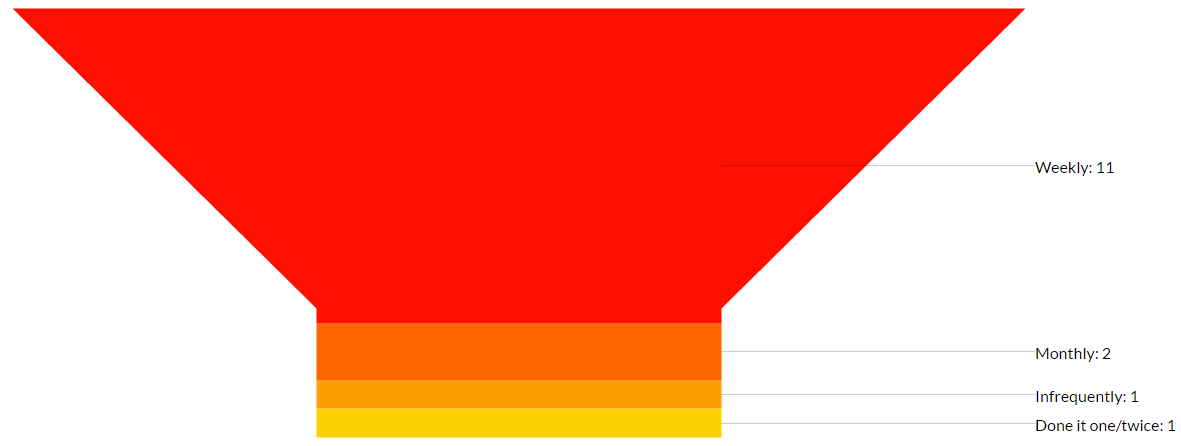 Weekly: 11
Monthly: 2
Infrequently: 1
Done it one/twice: 1